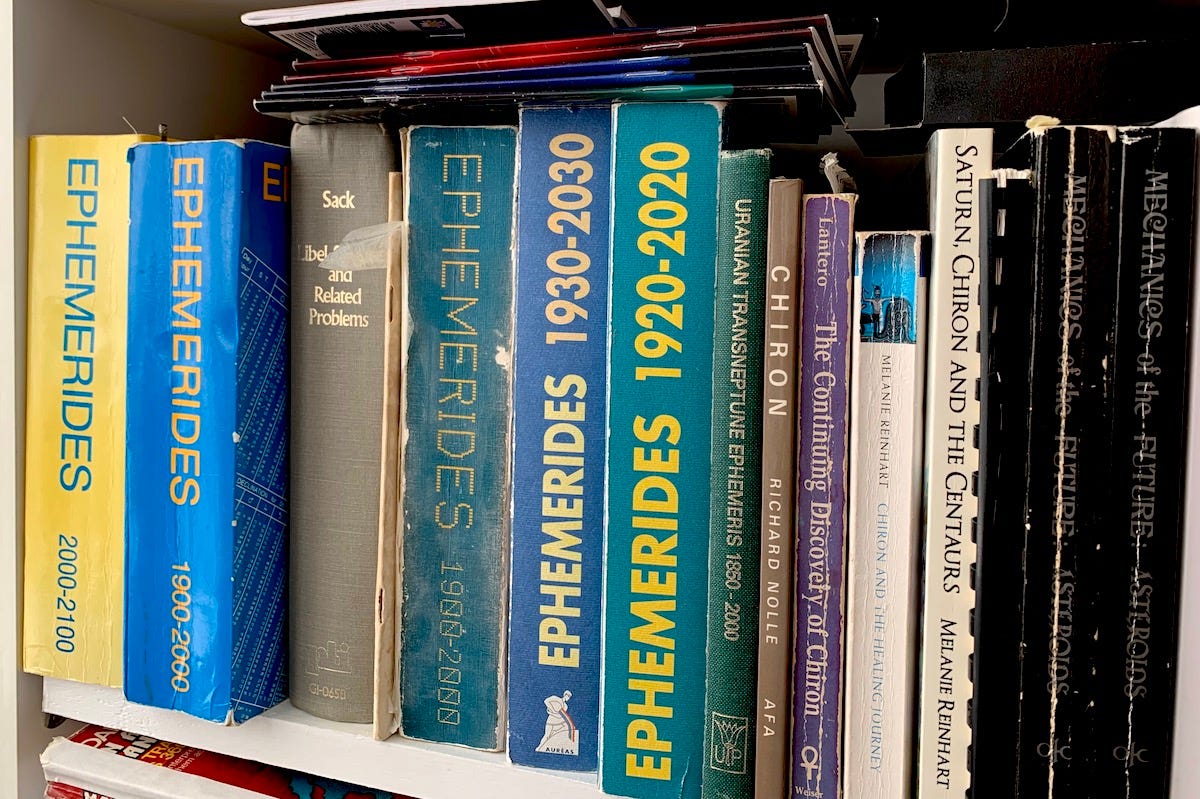 EPHEMERIDES 2000-2100
EPHEMERIDES 1900-2000
Sack
and
Related
Problems
GI-0658
EPHEMERIDES 1900-2000
EPHEMERIDES 1930-2030
AURÉAS
EPHEMERIDES 1920-2020
URANIAN TRANSNEPTUNE EPHEMERIS 1850-2000
CHIRON RICHARD NOLLE AFA
Lantero The Continuing Discovery of Chiron
Weiser
MELANIE REINHART CHIRON AND THE HEALING JOURNEY
SATURN, CHIRON AND THE CENTAURS MELANIE REINHART
MECHANICS of the FUTURE ASTEROIDS
MECHANICS of the FUTURE ASTEROIDS